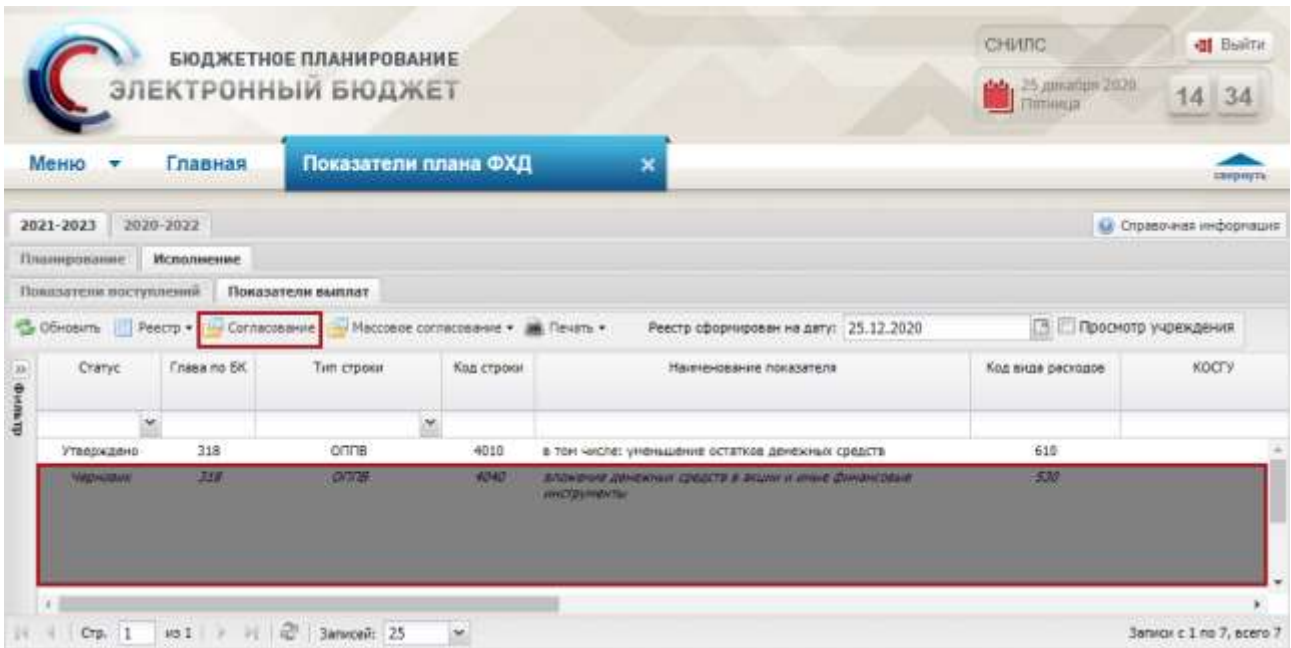 БЮДЖЕТНОЕ ПЛАНИРОВАНИЕ
ЭЛЕКТРОННЫЙ БЮДЖЕТ
СНИЛС
Выйти
25 декабря 2020
Пятница
14 34
Меню Главная Показатели плана ФХД
свернуть
2021-2023 2020-2022 Справочная информация
Планирование Исполнение
Показатели поступлений Показатели выплат
Обновить Реестр Согласование Массовое согласование Печать Реестр сформирован на дату: 25.12.2020 Просмотр учреждения
Фильтр
Статус Глава по БК Тип строки Код строки Наименование показателя Код вида расходов КОСГУ
Утверждено 318 ОППВ 4010 в том числе: уменьшение остатков денежных средств 610
Черновик 318 ОППВ 4040 вложение денежных средств в акции и иные финансовые 530
инструменты
Стр. 1 из 1 Записей: 25 Записи с 1 по 7, всего 7